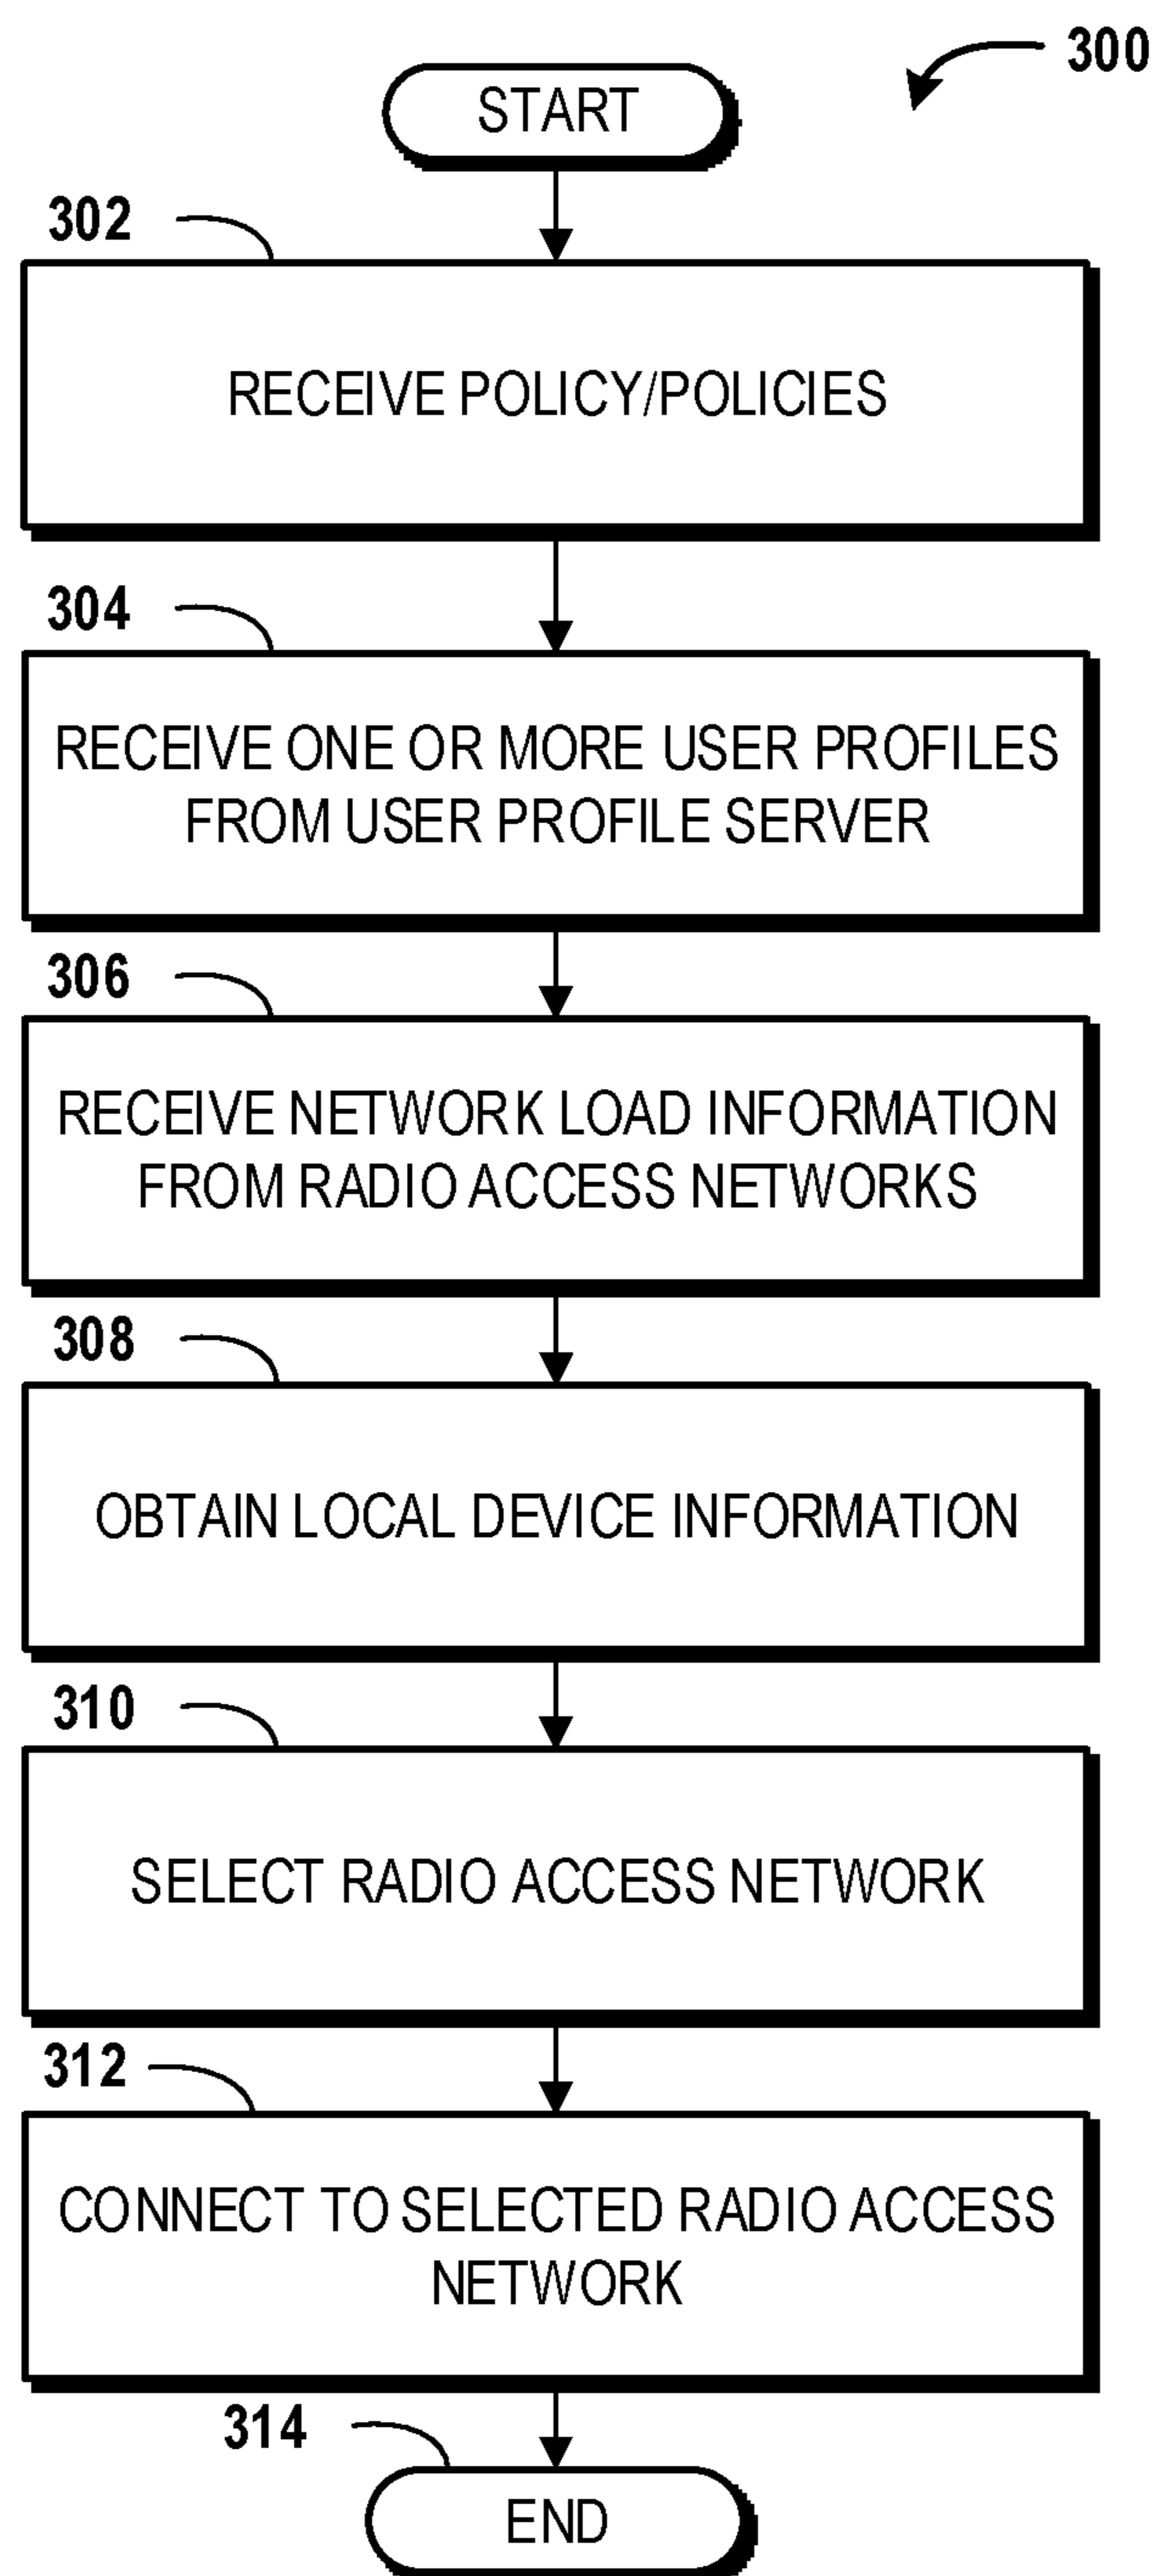 300
START
302
RECEIVE POLICY/POLICIES
304
RECEIVE ONE OR MORE USER PROFILES
FROM USER PROFILE SERVER
306
RECEIVE NETWORK LOAD INFORMATION
FROM RADIO ACCESS NETWORKS
308
OBTAIN LOCAL DEVICE INFORMATION
310
SELECT RADIO ACCESS NETWORK
312
CONNECT TO SELECTED RADIO ACCESS
NETWORK
314
END